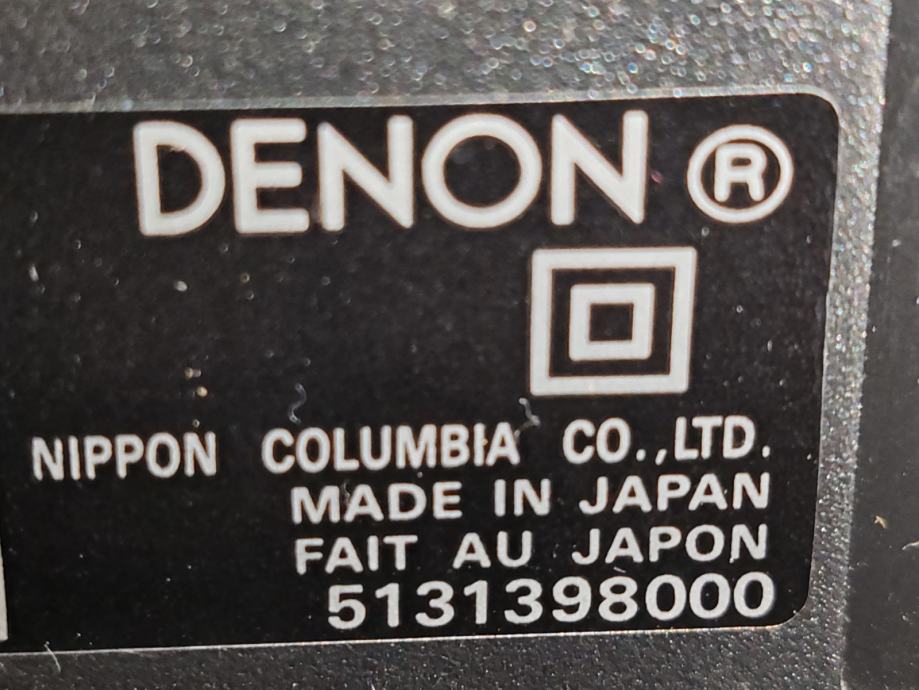 DENON®
NIPPON COLUMBIA CO.,LTD.
MADE IN JAPAN
FAIT AU JAPON
5131398000